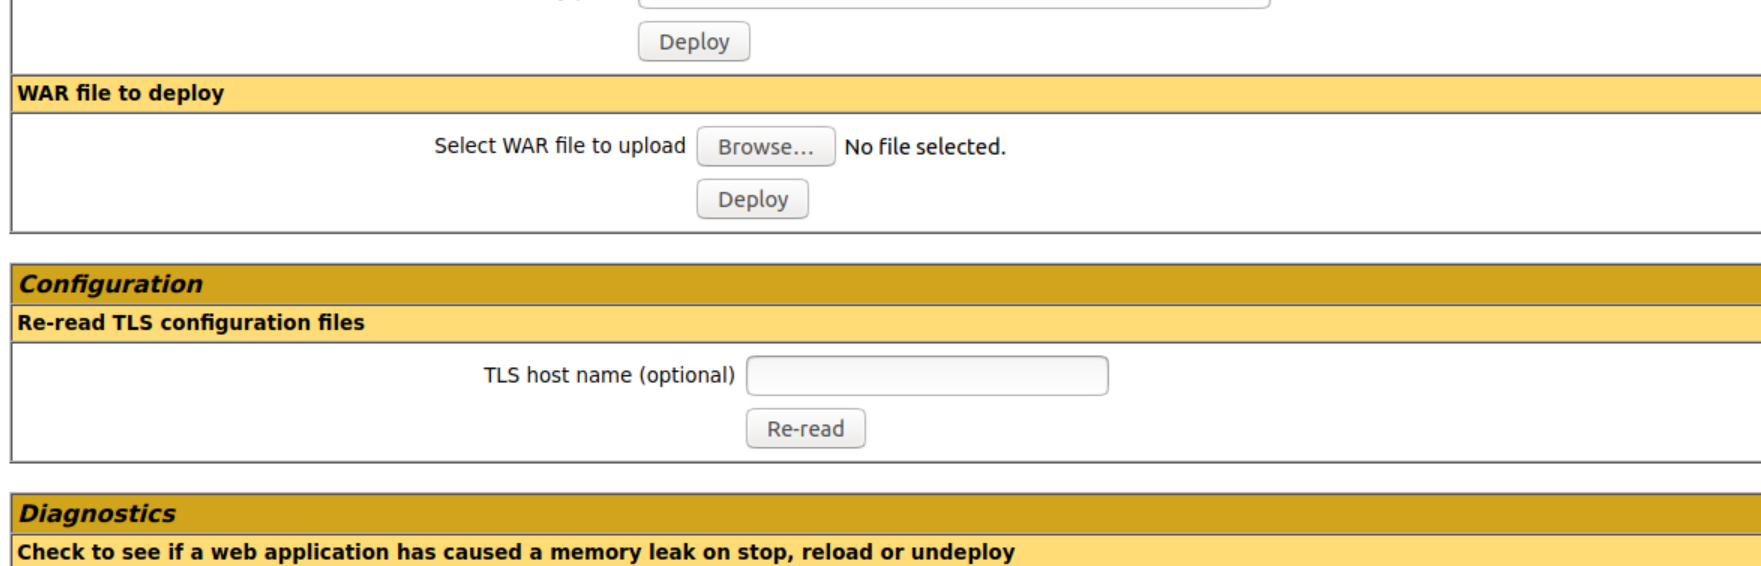 Deploy
WAR file to deploy
Select WAR file to upload Browse... No file selected.
Deploy
Configuration
Re-read TLS configuration files
TLS host name (optional)
Re-read
Diagnostics
Check to see if a web application has caused a memory leak on stop, reload or undeploy